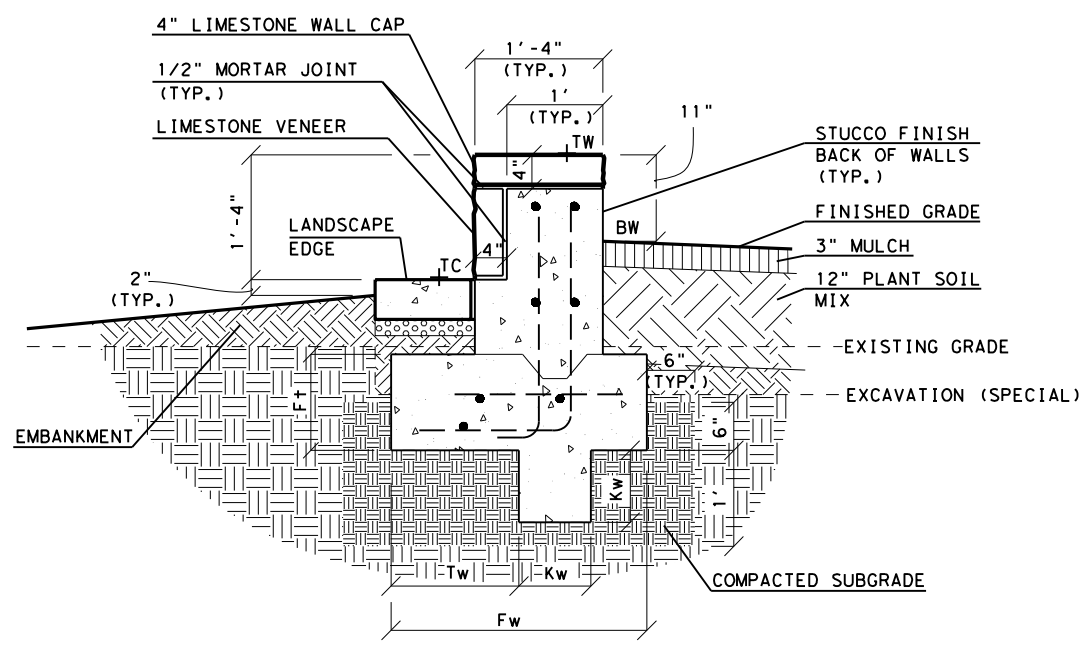 4" LIMESTONE WALL CAP
1/2" MORTAR JOINT
(TYP.)
LIMESTONE VENEER
1'-4"
(TYP.)
1'
(TYP.)
TW
11"
4"
STUCCO FINISH
BACK OF WALLS
(TYP.)
1'-4"
LANDSCAPE
EDGE
4"
BW
FINISHED GRADE
3" MULCH
TC
2"
(TYP.)
12" PLANT SOIL
MIX
EXISTING GRADE
6"
(TYP.)
Ft
EXCAVATION (SPECIAL)
EMBANKMENT
6"
Kw
1'
Tw
Kw
COMPACTED SUBGRADE
Fw